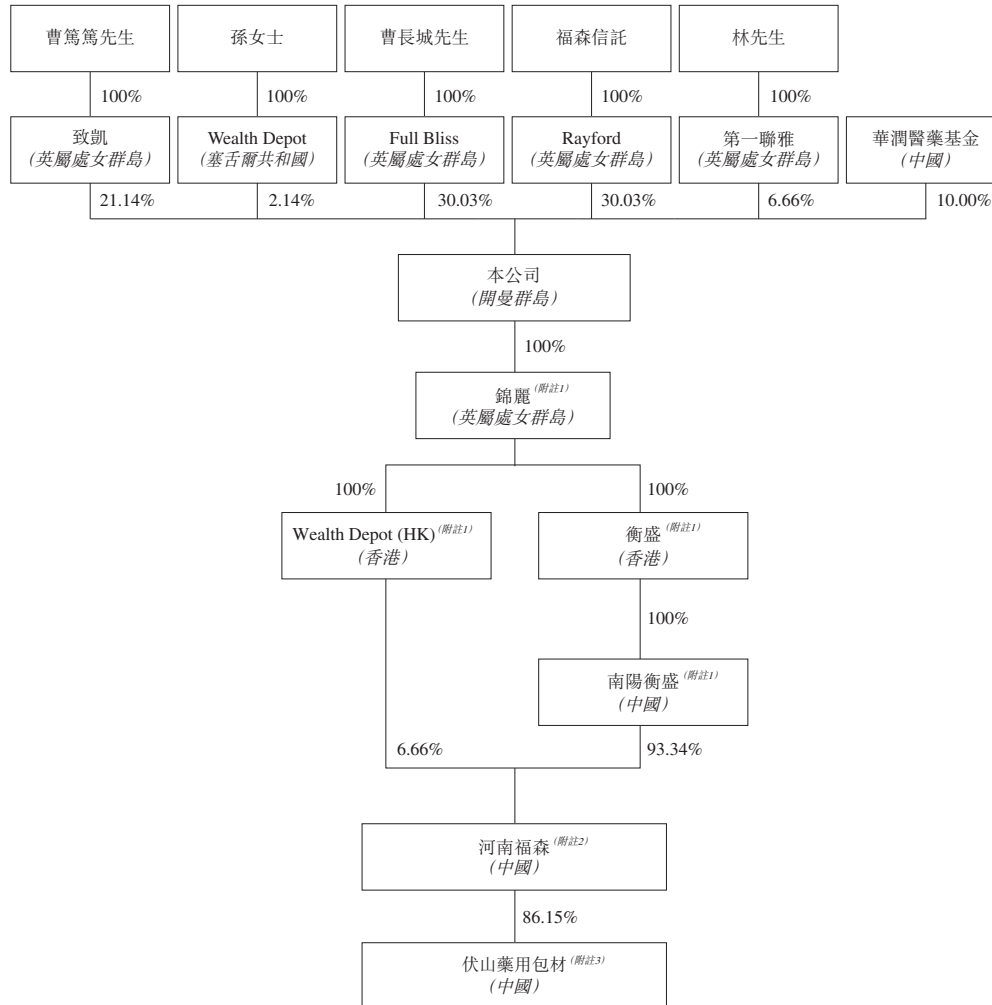 曹篤篤先生
孫女士
曹長城先生
福森信託
林先生
100%
100%
100%
100%
100%
致凱
(英屬處女群島)
Wealth Depot
(塞舌爾共和國)
Full Bliss
(英屬處女群島)
Rayford
(英屬處女群島)
第一聯雅
(英屬處女群島)
華潤醫藥基金
(中國)
21.14%
2.14%
30.03%
30.03%
6.66%
10.00%
本公司
(開曼群島)
100%
錦麗(附註1)
(英屬處女群島)
100%
100%
Wealth Depot (HK)(附註1)
(香港)
衡盛(附註1)
(香港)
100%
南陽衡盛(附註1)
(中國)
6.66%
93.34%
河南福森(附註2)
(中國)
86.15%
伏山藥用包材(附註3)
(中國)